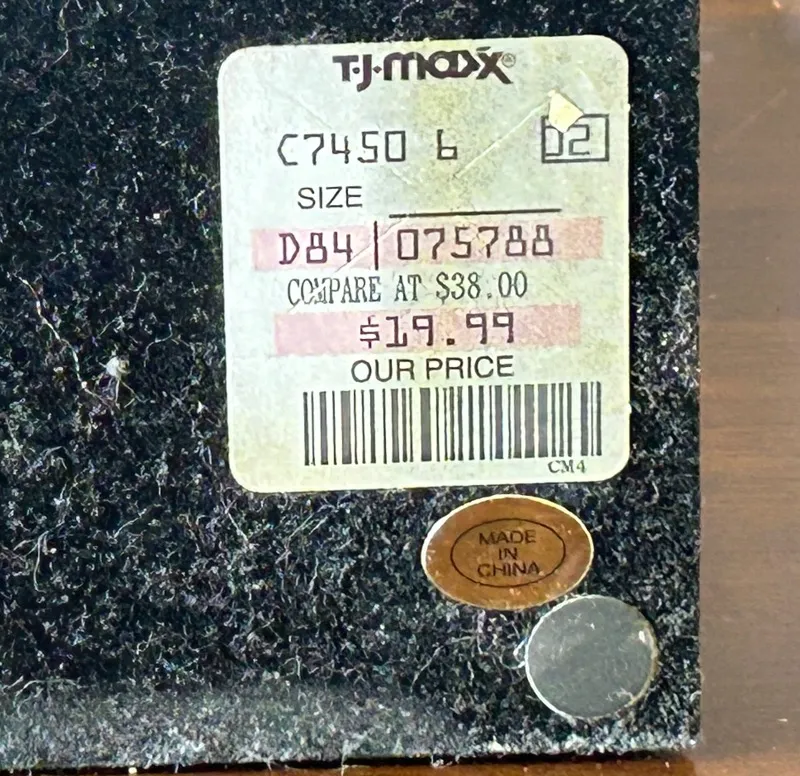 T·J·maxx®
C7450 6 D2
SIZE
D84 075788
COMPARE AT $38.00
$19.99
OUR PRICE
CM4
MADE
IN
CHINA